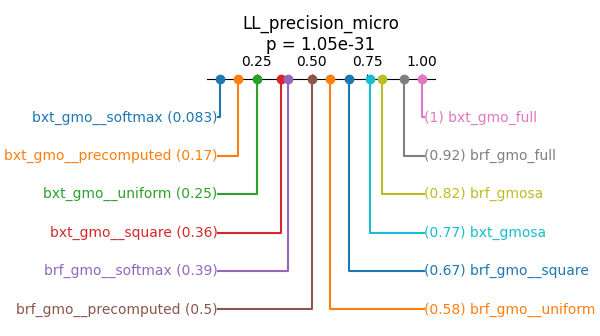 LL_precision_micro
p = 1.05e-31
0.25 0.50 0.75 1.00
bxt_gmo__softmax (0.083)
(1) bxt_gmo_full
bxt_gmo__precomputed (0.17)
(0.92) brf_gmo_full
bxt_gmo__uniform (0.25)
(0.82) brf_gmosa
bxt_gmo__square (0.36)
(0.77) bxt_gmosa
brf_gmo__softmax (0.39)
(0.67) brf_gmo__square
brf_gmo__precomputed (0.5)
(0.58) brf_gmo__uniform